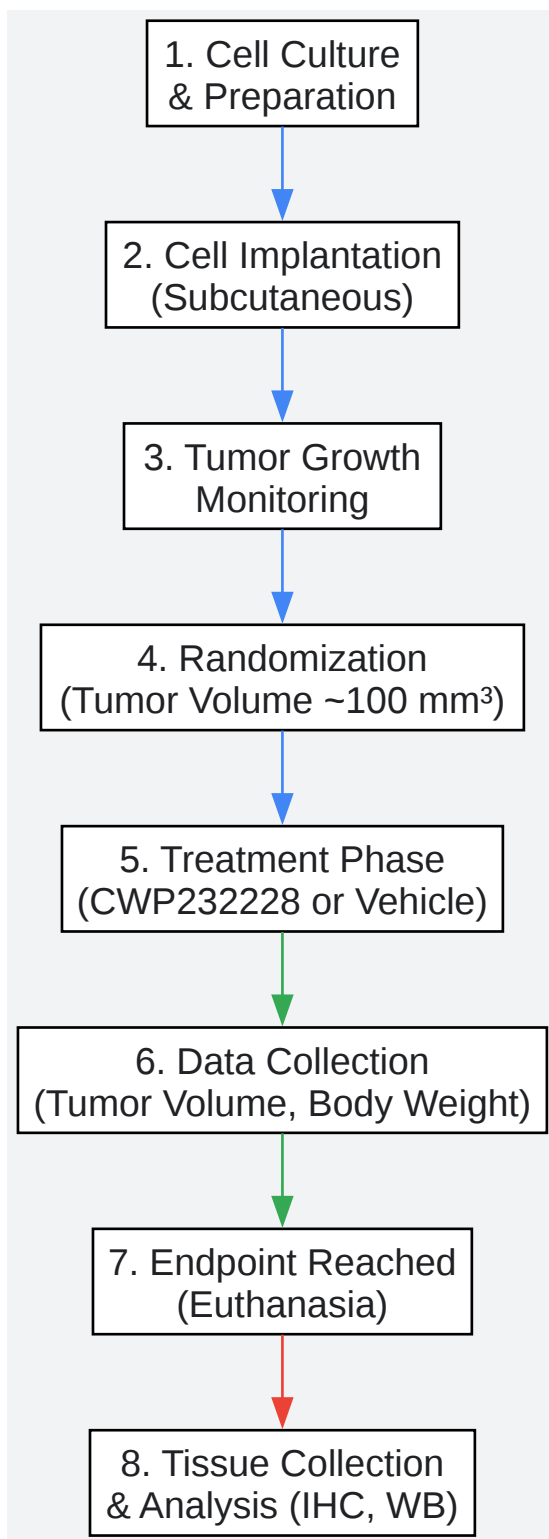 1. Cell Culture
& Preparation
2. Cell Implantation
(Subcutaneous)
3. Tumor Growth
Monitoring
4. Randomization
(Tumor Volume ~100 mm³)
5. Treatment Phase
(CWP232228 or Vehicle)
6. Data Collection
(Tumor Volume, Body Weight)
7. Endpoint Reached
(Euthanasia)
8. Tissue Collection
& Analysis (IHC, WB)